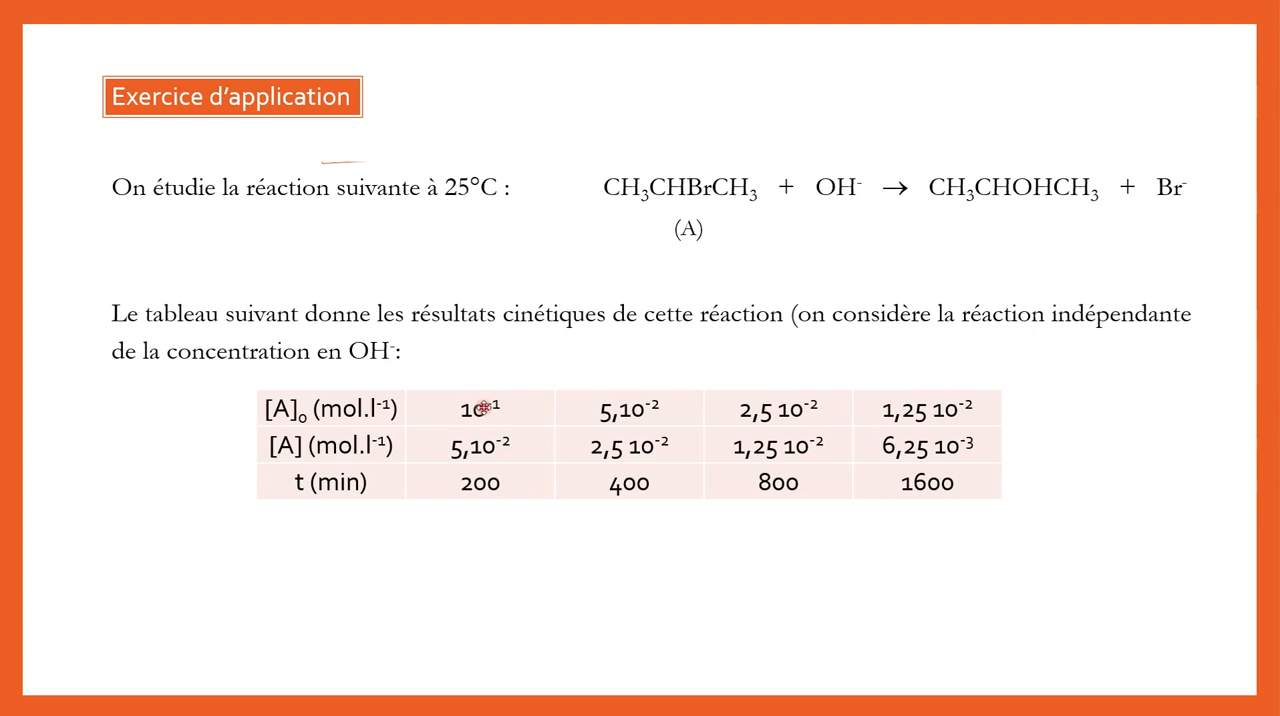 Exercice d’application
On étudie la réaction suivante à 25°C : CH₃CHBrCH₃ + OH⁻ → CH₃CHOHCH₃ + Br⁻
(A)
Le tableau suivant donne les résultats cinétiques de cette réaction (on considère la réaction indépendante
de la concentration en OH⁻:
[A]₀ (mol.l⁻¹) 10⁻¹ 5,10⁻² 2,5 10⁻² 1,25 10⁻²
[A] (mol.l⁻¹) 5,10⁻² 2,5 10⁻² 1,25 10⁻² 6,25 10⁻³
t (min) 200 400 800 1600